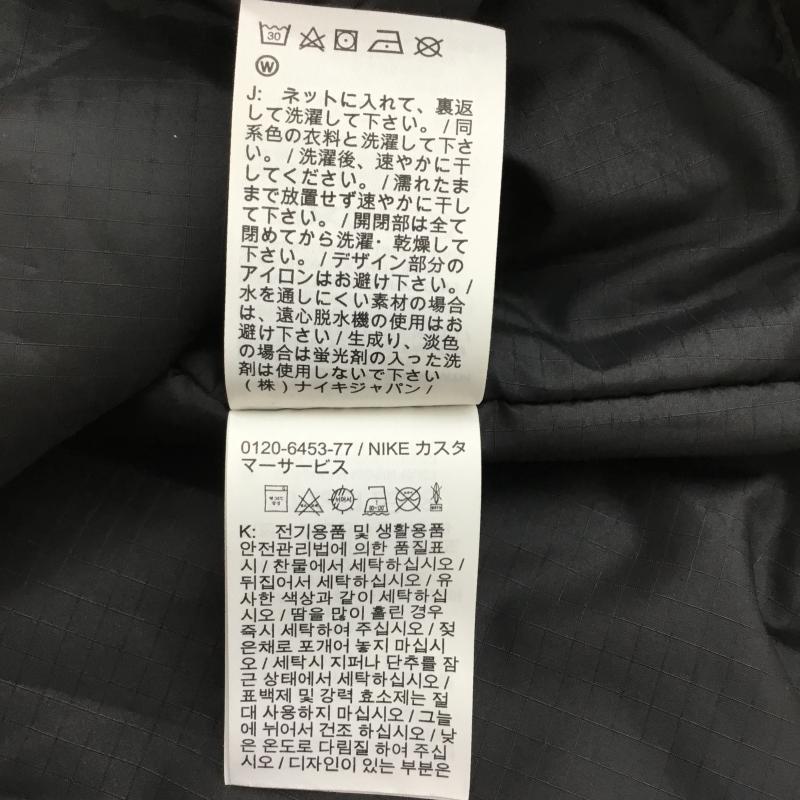 30
W
J: ネットに入れて、裏返
して洗濯して下さい。/同
系色の衣料と洗濯して下さ
い。/洗濯後、速やかに干
してください。/濡れたま
まで放置せず速やかに干し
て下さい。/開閉部は全て
閉めてから洗濯・乾燥して
下さい。/デザイン部分の
アイロンはお避け下さい。/
水を通しにくい素材の場合
は、遠心脱水機の使用はお
避け下さい/生成り、淡色
の場合は蛍光剤の入った洗
剤は使用しないで下さい
(株)ナイキジャパン/
0120-6453-77 / NIKE カスタ
マーサービス
K: 전기용품 및 생활용품
안전관리법에 의한 품질표
시/찬물에서 세탁하십시오/
뒤집어서 세탁하십시오/유
사한 색상과 같이 세탁하십
시오/땀을 많이 흘린 경우
즉시 세탁하여 주십시오/젖
은채로 포개어 놓지 마십시
오/세탁시 지퍼나 단추를 잠
근 상태에서 세탁하십시오/
표백제 및 강력 효소제는 절
대 사용하지 마십시오/그늘
에 뉘어서 건조 하십시오/낮
은 온도로 다림질 하여 주십
시오/디자인이 있는 부분은